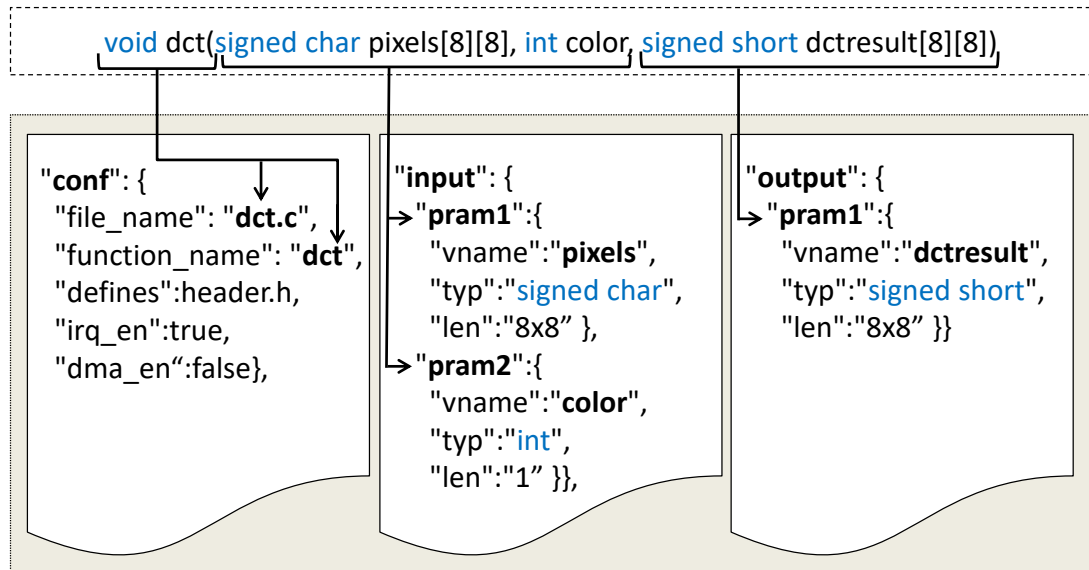 void dct(signed char pixels[8][8], int color, signed short dctresult[8][8])
"conf": {
"file_name": "dct.c",
"function_name": "dct",
"defines":header.h,
"irq_en":true,
"dma_en“:false},
"input": {
"pram1":{
"vname":"pixels",
"typ":"signed char",
"len":"8x8” },
"pram2":{
"vname":"color",
"typ":"int",
"len":"1” }},
"output": {
"pram1":{
"vname":"dctresult",
"typ":"signed short",
"len":"8x8” }}